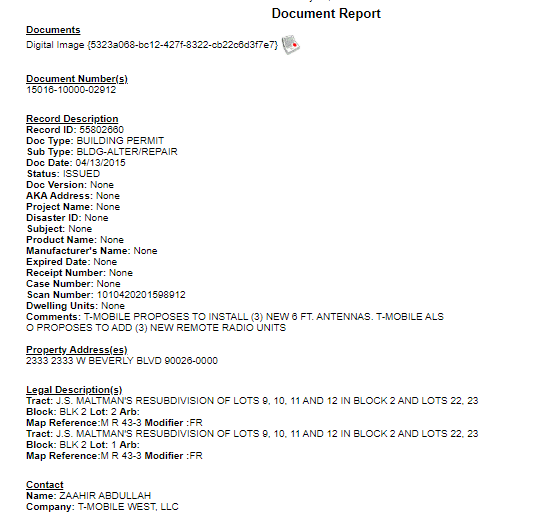 Document Report
Documents
Digital Image {5323a068-bc12-427f-8322-cb22c6d3f7e7}
Document Number(s)
15016-10000-02912
Record Description
Record ID: 55802660
Doc Type: BUILDING PERMIT
Sub Type: BLDG-ALTER/REPAIR
Doc Date: 04/13/2015
Status: ISSUED
Doc Version: None
AKA Address: None
Project Name: None
Disaster ID: None
Subject: None
Product Name: None
Manufacturer's Name: None
Expired Date: None
Receipt Number: None
Case Number: None
Scan Number: 1010420201598912
Dwelling Units: None
Comments: T-MOBILE PROPOSES TO INSTALL (3) NEW 6 FT. ANTENNAS. T-MOBILE ALS
O PROPOSES TO ADD (3) NEW REMOTE RADIO UNITS
Property Address(es)
2333 2333 W BEVERLY BLVD 90026-0000
Legal Description(s)
Tract: J.S. MALTMAN'S RESUBDIVISION OF LOTS 9, 10, 11 AND 12 IN BLOCK 2 AND LOTS 22, 23
Block: BLK 2 Lot: 2 Arb:
Map Reference:M R 43-3 Modifier :FR
Tract: J.S. MALTMAN'S RESUBDIVISION OF LOTS 9, 10, 11 AND 12 IN BLOCK 2 AND LOTS 22, 23
Block: BLK 2 Lot: 1 Arb:
Map Reference:M R 43-3 Modifier :FR
Contact
Name: ZAAHIR ABDULLAH
Company: T-MOBILE WEST, LLC